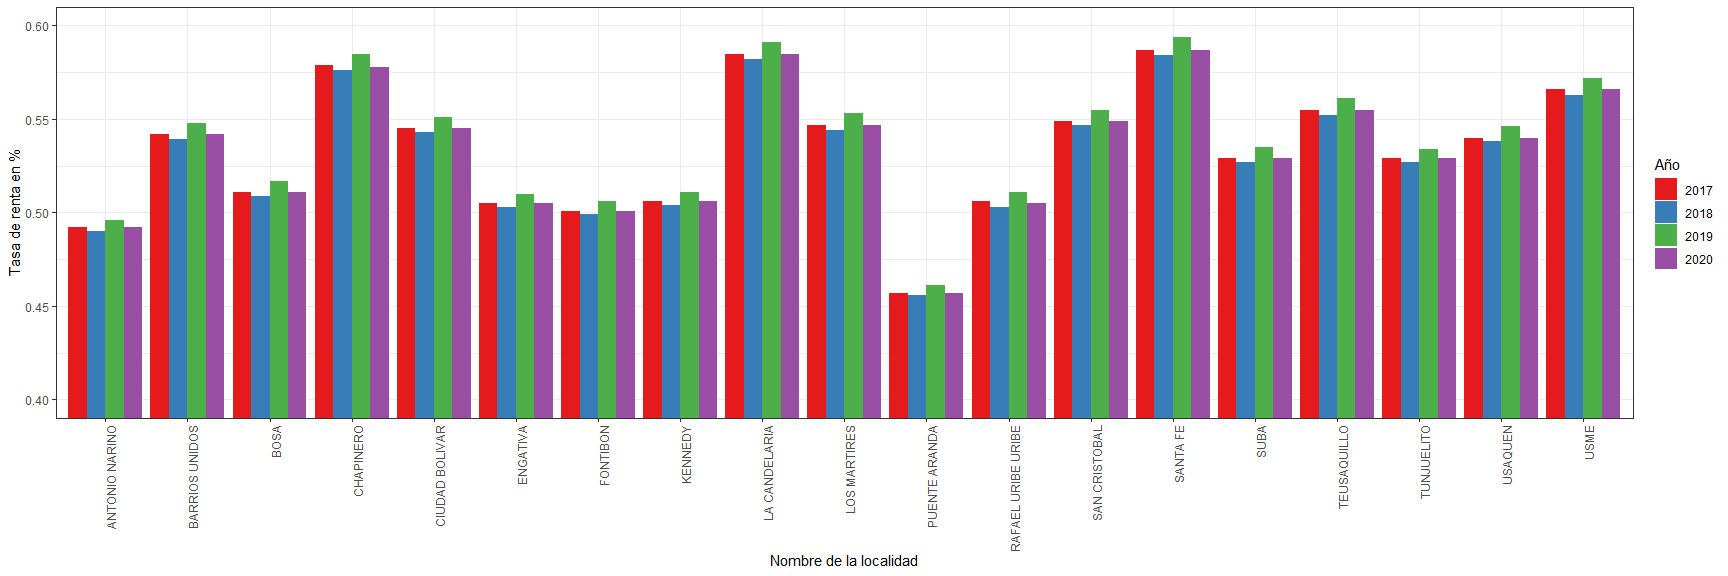 Tasa de renta en %
0.60
0.55
0.50
0.45
0.40
ANTONIO NARINO
BARRIOS UNIDOS
BOSA
CHAPINERO
CIUDAD BOLIVAR
ENGATIVA
FONTIBON
KENNEDY
LA CANDELARIA
LOS MARTIRES
PUENTE ARANDA
RAFAEL URIBE URIBE
SAN CRISTOBAL
SANTA FE
SUBA
TEUSAQUILLO
TUNJUELITO
USAQUEN
USME
Nombre de la localidad
Año
2017
2018
2019
2020